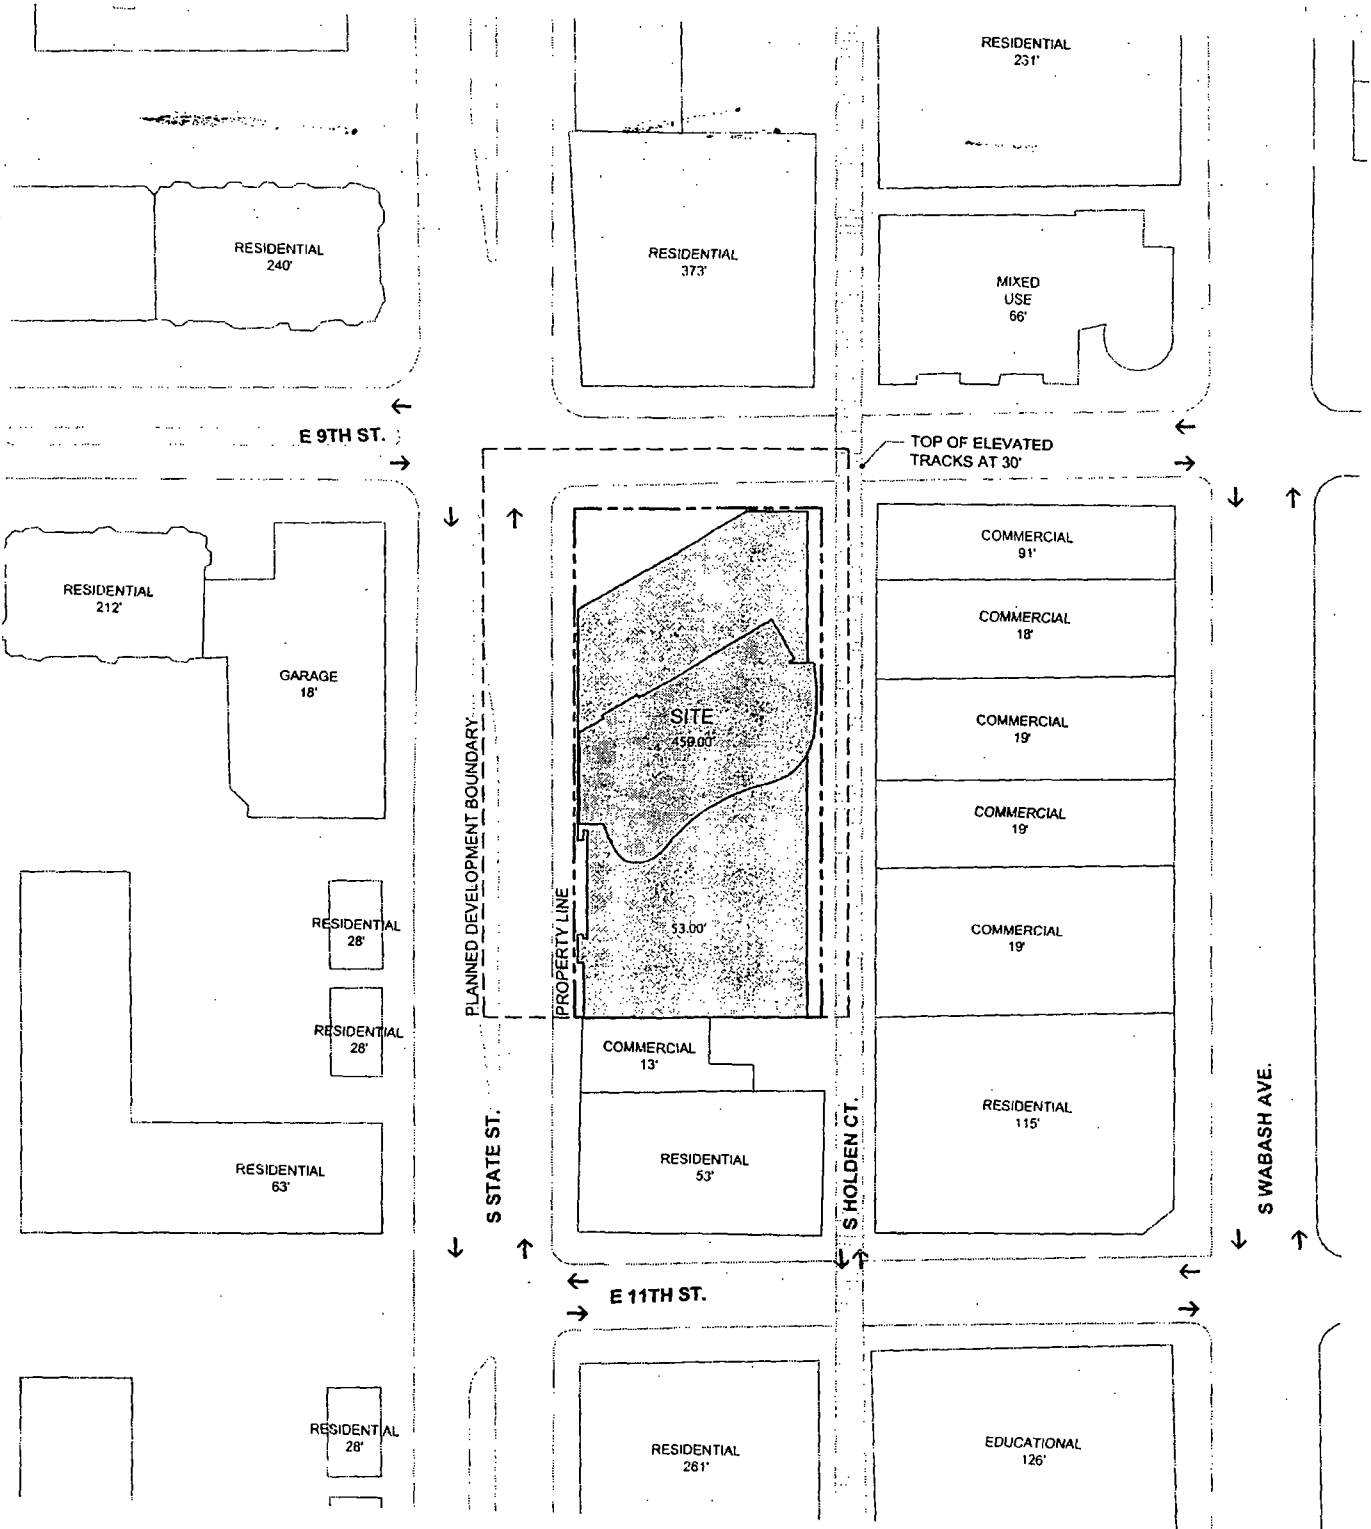 RESIDENTIAL
231'
RESIDENTIAL
240'
RESIDENTIAL
373'
MIXED
USE
66'
E 9TH ST.
TOP OF ELEVATED
TRACKS AT 30'
RESIDENTIAL
212'
GARAGE
18'
COMMERCIAL
91'
COMMERCIAL
18'
COMMERCIAL
19'
COMMERCIAL
19'
COMMERCIAL
19'
SITE
459.00'
53.00'
PLANNED DEVELOPMENT BOUNDARY
PROPERTY LINE
RESIDENTIAL
28'
RESIDENTIAL
28'
COMMERCIAL
13'
RESIDENTIAL
53'
RESIDENTIAL
115'
RESIDENTIAL
63'
S STATE ST.
S HOLDEN CT.
S WABASH AVE.
E 11TH ST.
RESIDENTIAL
28'
RESIDENTIAL
261'
EDUCATIONAL
126'